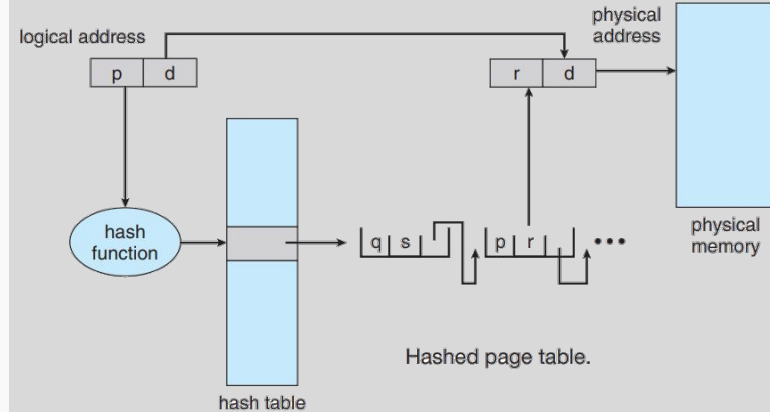 logical address
p d
physical
address
r d
hash
function
q s
p r
•••
physical
memory
Hashed page table.
hash table